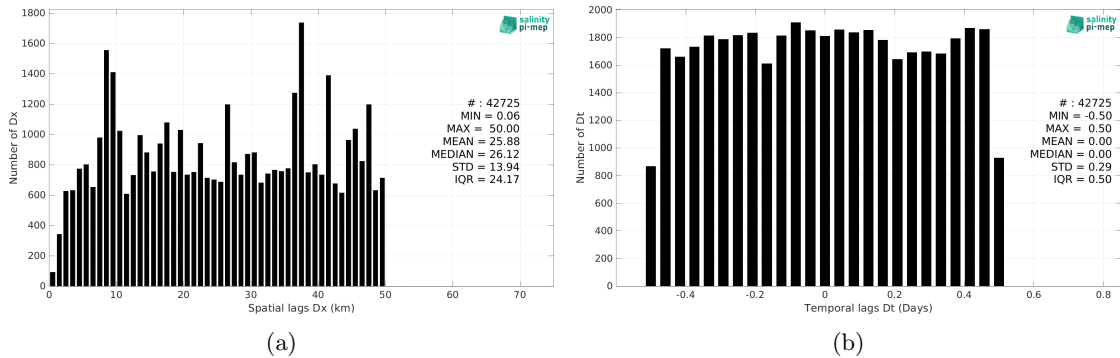 1800
1600
1400
1200
1000
800
600
400
200
0
Number of Dx
salinity
pi-mep
# : 42725
MIN = 0.06
MAX = 50.00
MEAN = 25.88
MEDIAN = 26.12
STD = 13.94
IQR = 24.17
0 10 20 30 40 50 60 70
Spatial lags Dx (km)
(a)
2000
1800
1600
1400
1200
1000
800
600
400
200
0
Number of Dt
salinity
pi-mep
# : 42725
MIN = -0.50
MAX = 0.50
MEAN = 0.00
MEDIAN = 0.00
STD = 0.29
IQR = 0.50
-0.4 -0.2 0 0.2 0.4 0.6 0.8
Temporal lags Dt (Days)
(b)